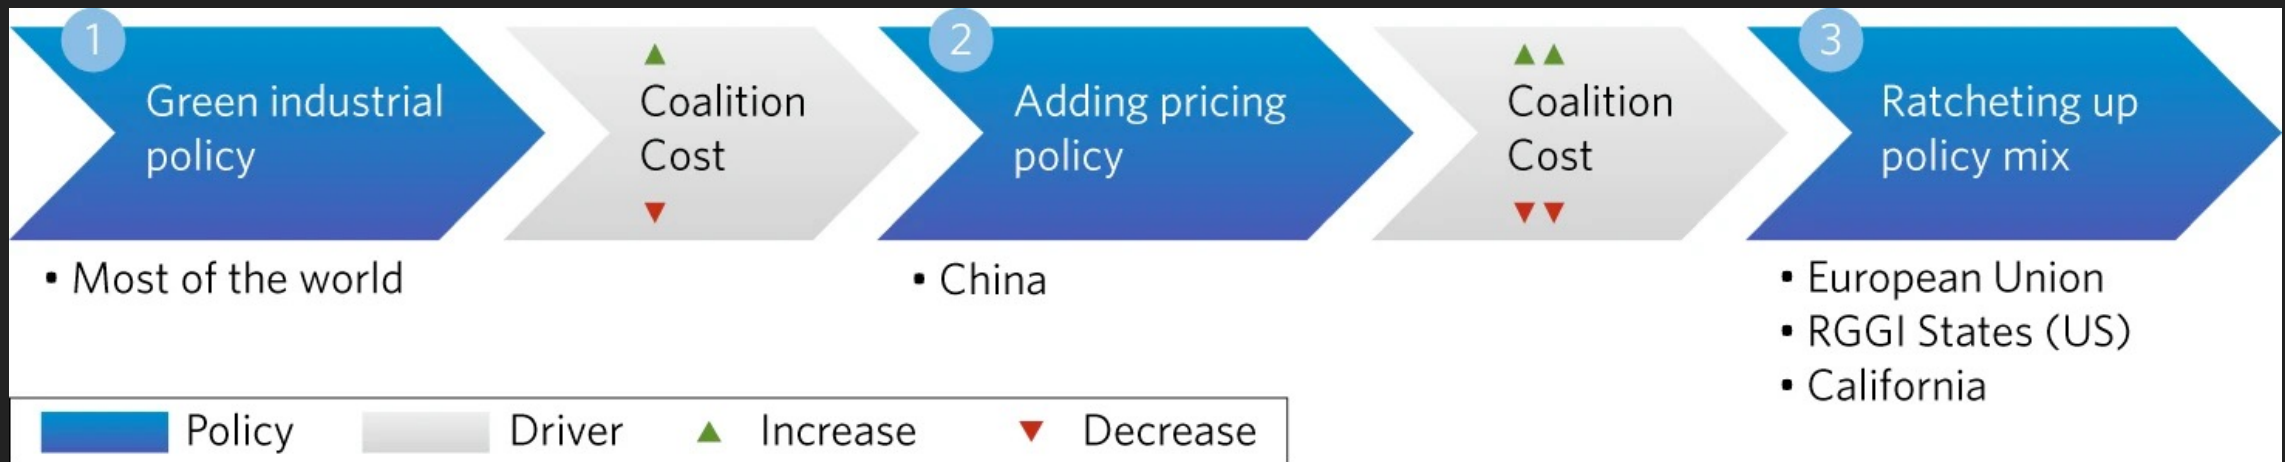 1
Green industrial
policy
Coalition
Cost
2
Adding pricing
policy
Coalition
Cost
3
Ratcheting up
policy mix
• Most of the world
• China
• European Union
• RGGI States (US)
• California
Policy
Driver
Increase
Decrease